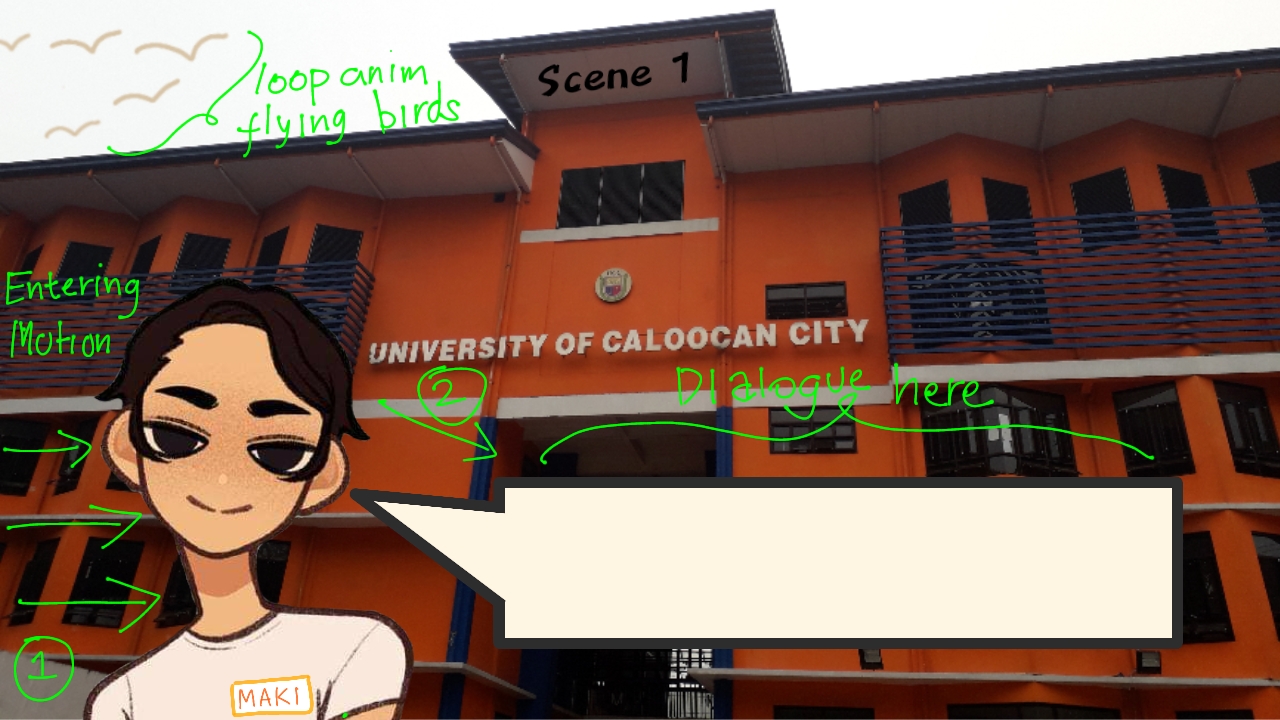 Scene 1
loop anim
flying birds
Entering
Motion
UNIVERSITY OF CALOOCAN CITY
2
Dialogue here
1
MAKI